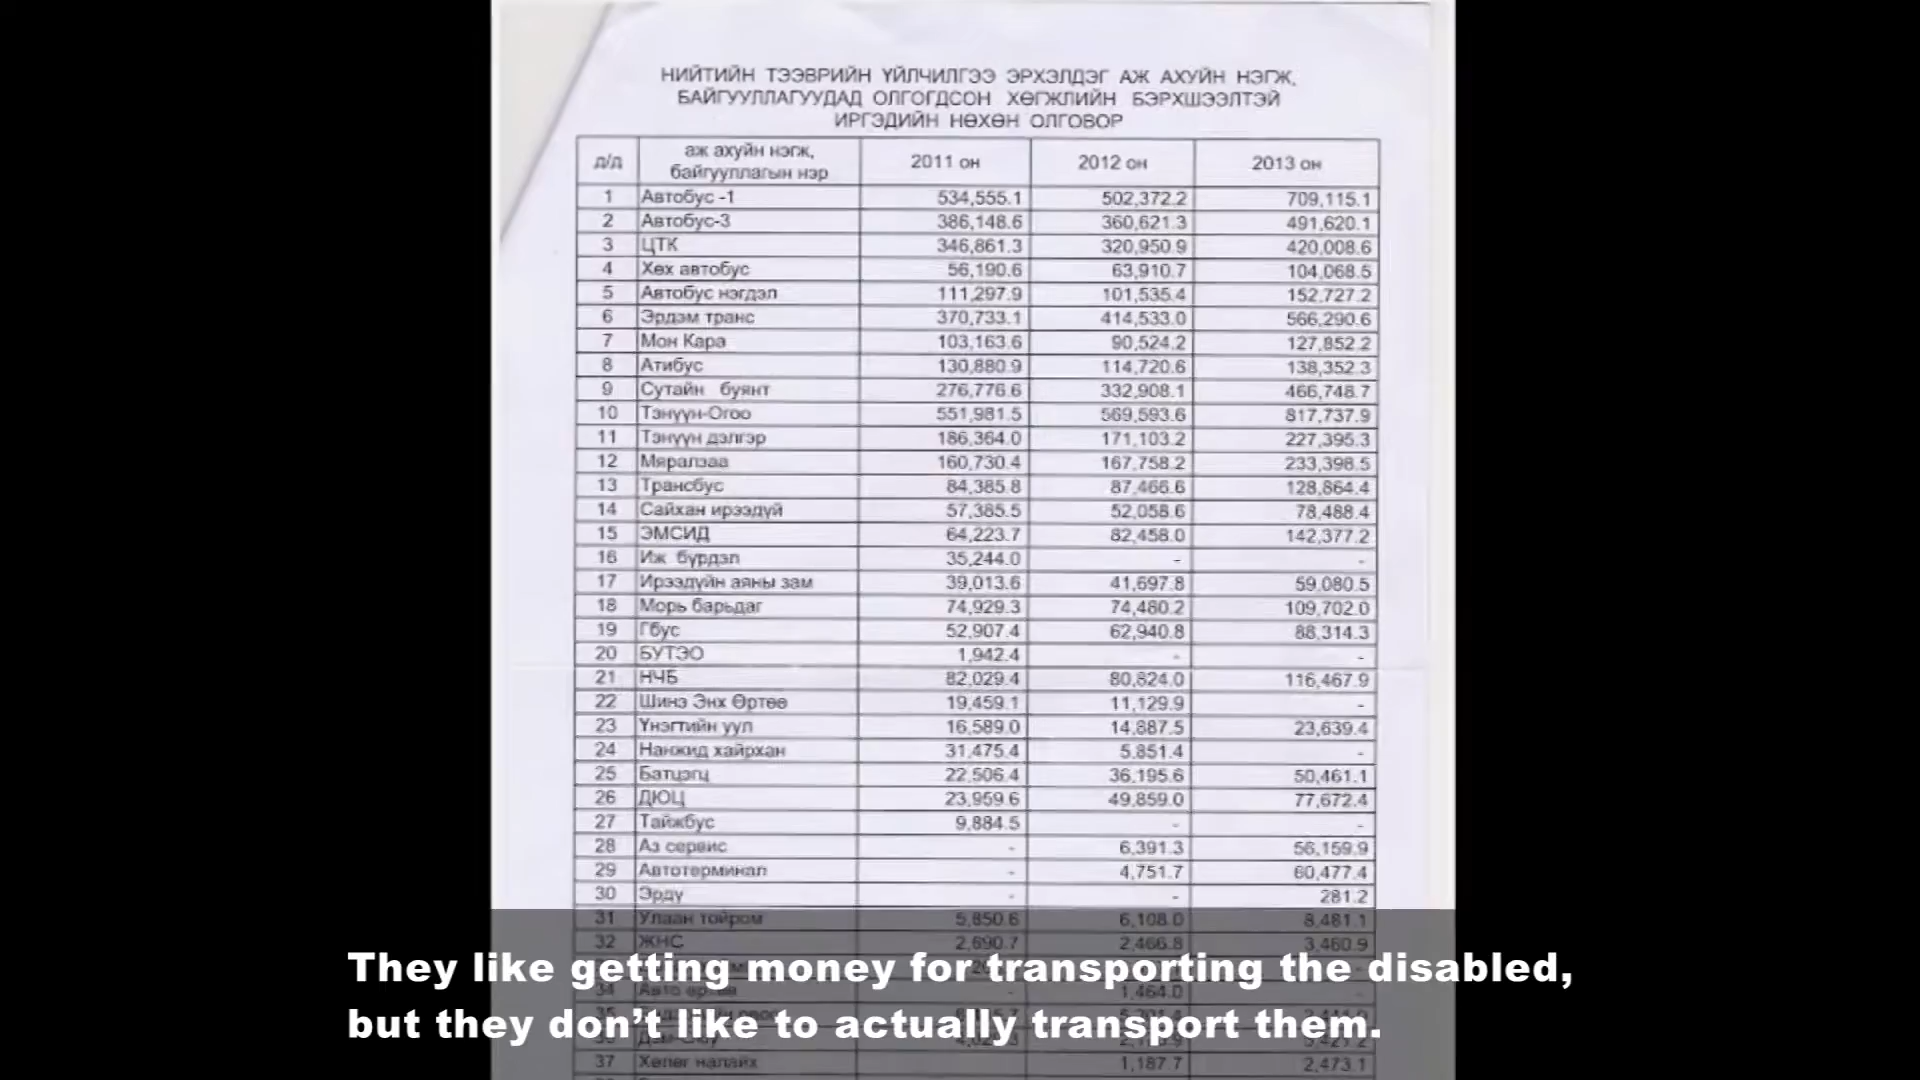 НИЙТИЙН ТЭЭВРИЙН ҮЙЛЧИЛГЭЭ ЭРХЭЛДЭГ АЖ АХУЙН НЭГЖ,
БАЙГУУЛЛАГУУДАД ОЛГОГДСОН ХӨГЖЛИЙН БЭРХШЭЭЛТЭЙ
ИРГЭДИЙН НӨХӨН ОЛГОВОР
д/д аж ахуйн нэгж, байгууллагын нэр 2011 он 2012 он 2013 он
1 Автобус -1 534,555.1 502,372.2 709,115.1
2 Автобус-3 386,148.6 360,621.3 491,620.1
3 ЦТК 346,861.3 320,950.9 420,008.6
4 Хөх автобус 56,190.6 63,910.7 104,068.5
5 Автобус нэгдэл 111,297.9 101,535.4 152,727.2
6 Эрдэм транс 370,733.1 414,533.0 566,290.6
7 Мон Кара 103,163.6 90,524.2 127,852.2
8 Атибус 130,880.9 114,720.6 138,352.3
9 Сутайн буянт 276,776.6 332,908.1 466,748.7
10 Тэнүүн-Огоо 551,981.5 569,593.6 817,737.9
11 Тэнүүн дэлгэр 186,364.0 171,103.2 227,395.3
12 Мяралзаа 160,730.4 167,758.2 233,398.5
13 Трансбус 84,385.8 87,466.6 128,864.4
14 Сайхан ирээдүй 57,385.5 52,058.6 78,488.4
15 ЭМСИД 64,223.7 82,458.0 142,377.2
16 Иж бүрдэл 35,244.0 - -
17 Ирээдүйн аяны зам 39,013.6 41,697.8 59,080.5
18 Морь барьдаг 74,929.3 74,480.2 109,702.0
19 Гбус 52,907.4 62,940.8 88,314.3
20 БУТЭО 1,942.4 - -
21 НЧБ 82,029.4 80,824.0 116,467.9
22 Шинэ Энх Өртөө 19,459.1 11,129.9 -
23 Үнэгтийн уул 16,589.0 14,887.5 23,639.4
24 Нанжид хайрхан 31,475.4 5,851.4 -
25 Батцэгц 22,506.4 36,195.6 50,461.1
26 ДЮЦ 23,959.6 49,859.0 77,672.4
27 Тайжбус 9,884.5 - -
28 Аз сервис - 6,391.3 56,159.9
29 Автотерминал - 4,751.7 60,477.4
30 Эрдү - - 281.2
31 Улаан тойром 5,850.6 6,108.0 8,481.1
32 ЖНС 2,690.7 2,466.8 3,460.9
They like getting money for transporting the disabled,
34 1,464.0
but they don’t like to actually transport them.
37 Хөлөг налайх 1,187.7 2,473.1